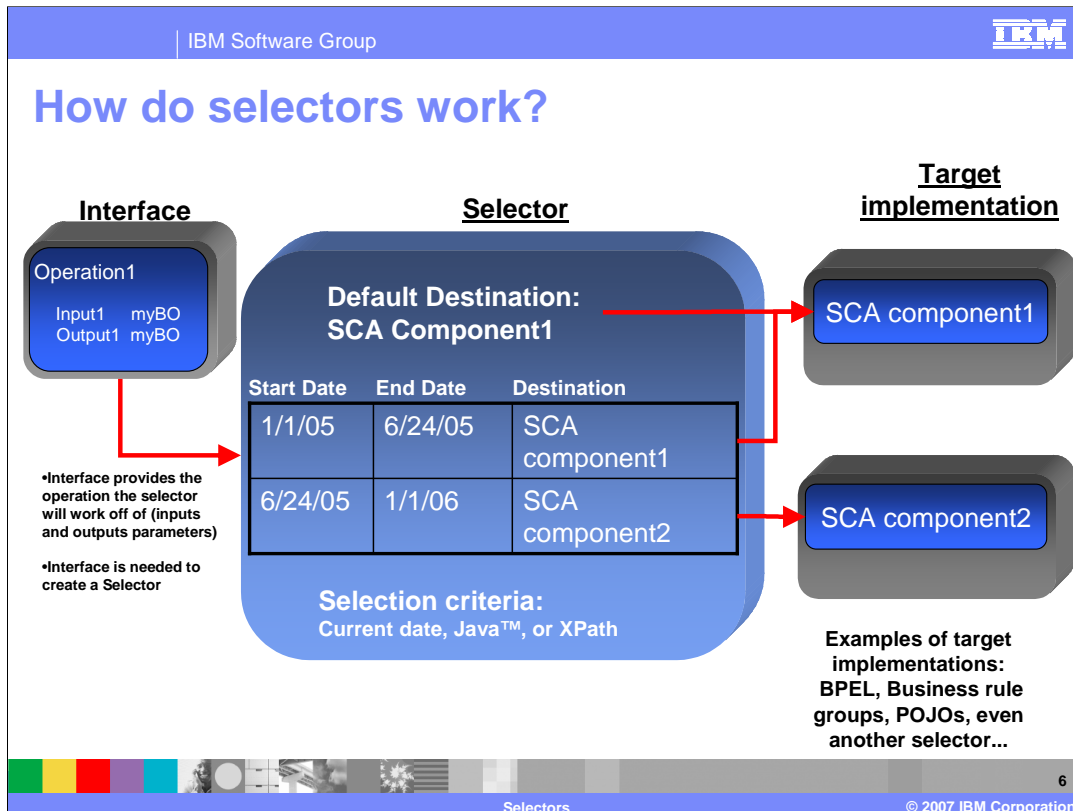 IBM Software Group
IBM
How do selectors work?
Interface
Operation1
Input1 myBO
Output1 myBO
•Interface provides the
operation the selector
will work off of (inputs
and outputs parameters)
•Interface is needed to
create a Selector
Selector
Default Destination:
SCA Component1
Start Date End Date Destination
1/1/05 6/24/05 SCA
component1
6/24/05 1/1/06 SCA
component2
Selection criteria:
Current date, Java™, or XPath
Target
implementation
SCA component1
SCA component2
Examples of target
implementations:
BPEL, Business rule
groups, POJOs, even
another selector...
6
Selectors
© 2007 IBM Corporation